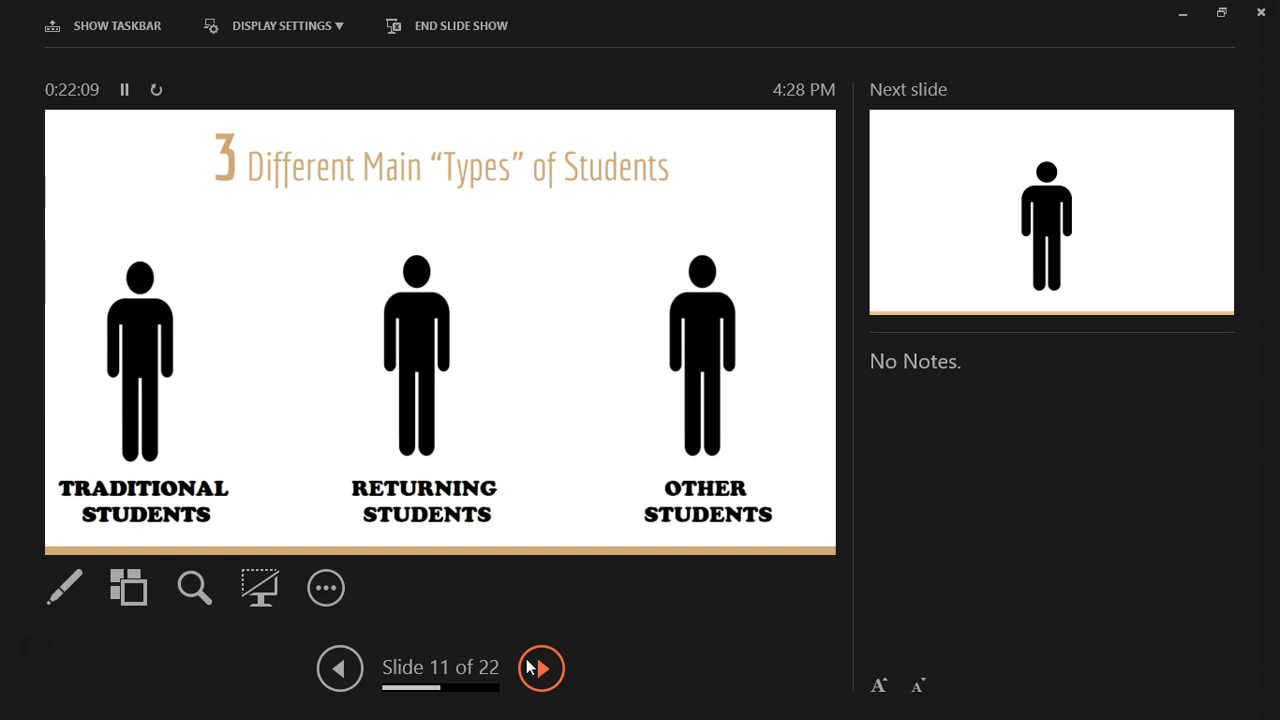 SHOW TASKBAR
DISPLAY SETTINGS ▼
END SLIDE SHOW
0:22:09
4:28 PM
Next slide
3 Different Main “Types” of Students
TRADITIONAL
STUDENTS
RETURNING
STUDENTS
OTHER
STUDENTS
No Notes.
Slide 11 of 22
A
A